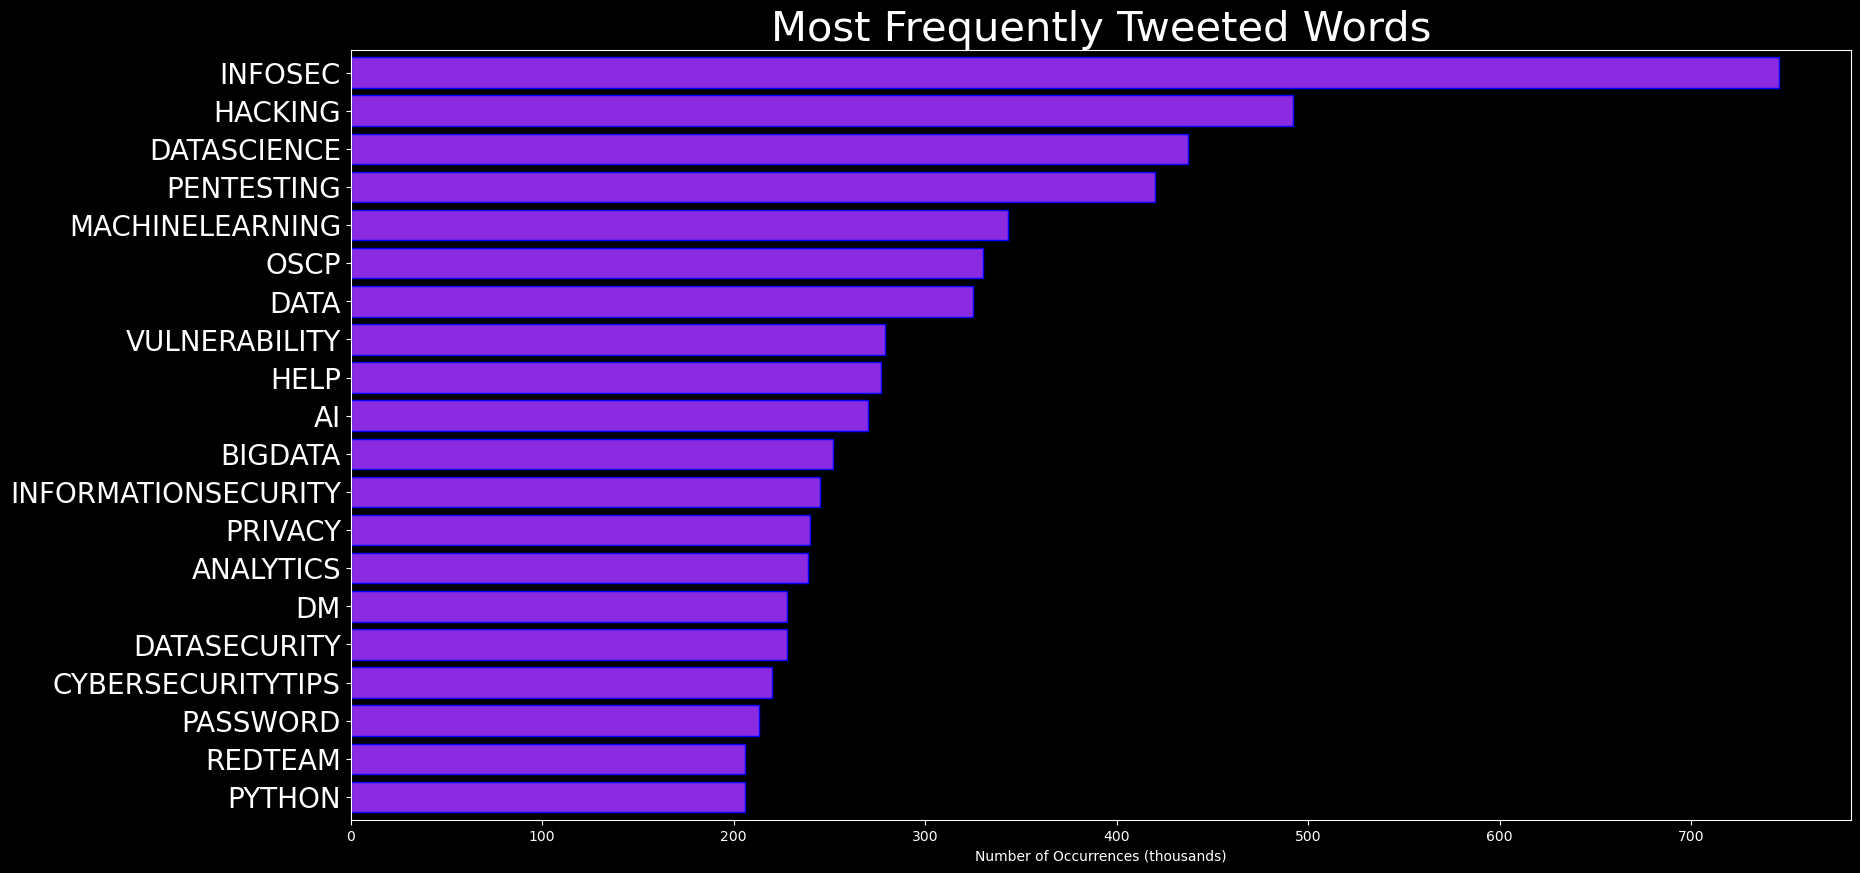 Most Frequently Tweeted Words
INFOSEC
HACKING
DATASCIENCE
PENTESTING
MACHINELEARNING
OSCP
DATA
VULNERABILITY
HELP
AI
BIGDATA
INFORMATIONSECURITY
PRIVACY
ANALYTICS
DM
DATASECURITY
CYBERSECURITYTIPS
PASSWORD
REDTEAM
PYTHON
0 100 200 300 400 500 600 700
Number of Occurrences (thousands)